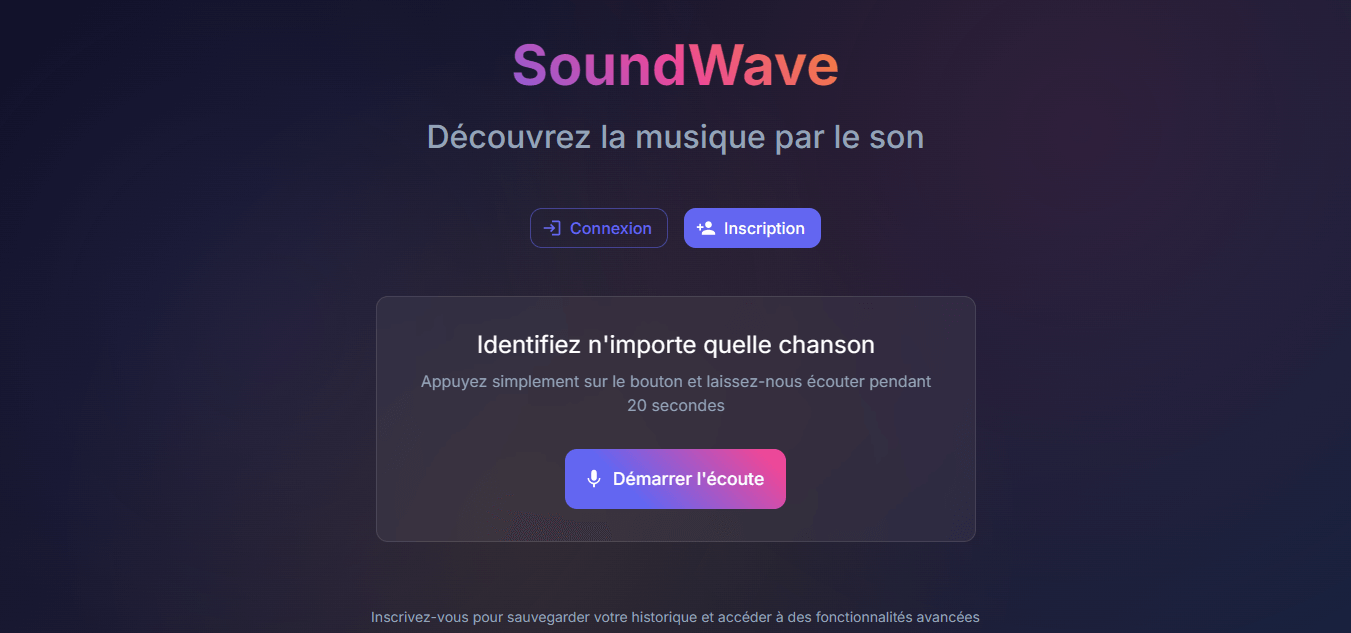 SoundWave
Découvrez la musique par le son
Connexion
Inscription
Identifiez n'importe quelle chanson
Appuyez simplement sur le bouton et laissez-nous écouter pendant
20 secondes
Démarrer l'écoute
Inscrivez-vous pour sauvegarder votre historique et accéder à des fonctionnalités avancées